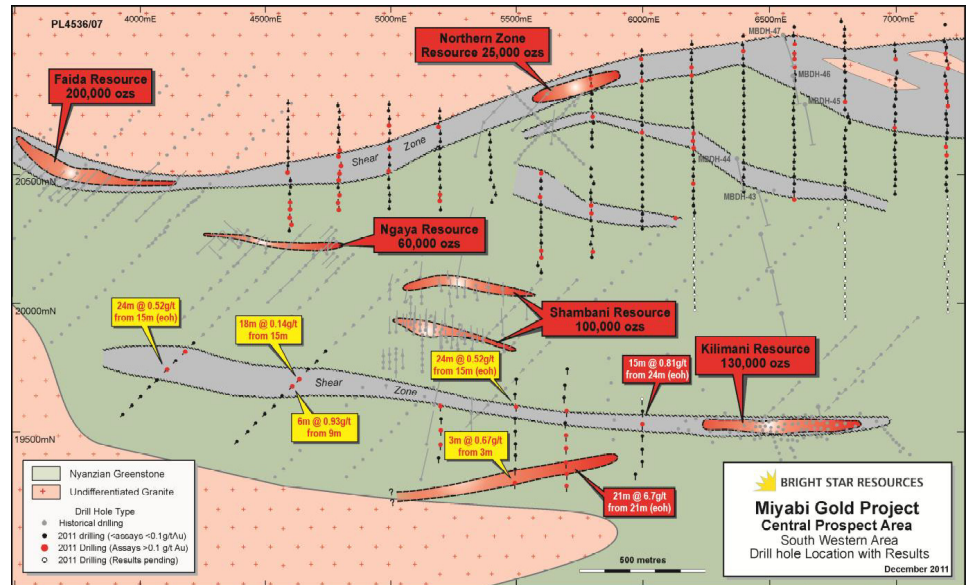 PL4536/07
4000mE
4500mE
5000mE
5500mE
6000mE
6500mE
7000mE
MBDH-47
Northern Zone
Resource 25,000 ozs
Faida Resource
200,000 ozs
MBDH-46
MBDH-45
Shear
Zone
MBDH-44
20500mN
MBDH-43
Ngaya Resource
60,000 ozs
24m @ 0.52g/t
from 15m (eoh)
18m @ 0.14g/t
from 15m
20000mN
Shambani Resource
100,000 ozs
24m @ 0.52g/t
from 15m (eoh)
15m @ 0.81g/t
from 24m (eoh)
Kilimani Resource
130,000 ozs
Shear
Zone
6m @ 0.93g/t
from 9m
19500mN
3m @ 0.67g/t
from 3m
?
?
21m @ 6.7g/t
from 21m (eoh)
Nyanzian Greenstone
Undifferentiated Granite
Drill Hole Type
Historical drilling
2011 drilling (<assays <0.1g/tAu)
2011 Drilling (Assays >0.1 g/t Au)
2011 Drilling (Results pending)
500 metres
BRIGHT STAR RESOURCES
Miyabi Gold Project
Central Prospect Area
South Western Area
Drill hole Location with Results
December 2011